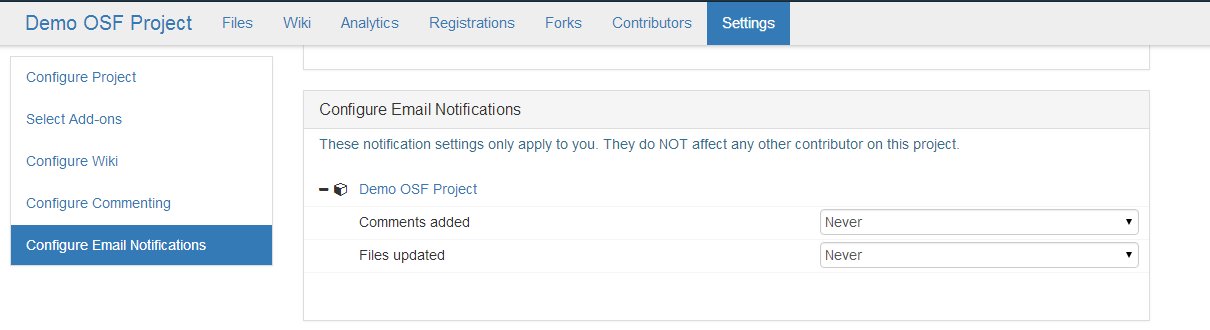 Demo OSF Project Files Wiki Analytics Registrations Forks Contributors Settings
Configure Project
Select Add-ons
Configure Wiki
Configure Commenting
Configure Email Notifications
Configure Email Notifications
These notification settings only apply to you. They do NOT affect any other contributor on this project.
Demo OSF Project
Comments added Never
Files updated Never